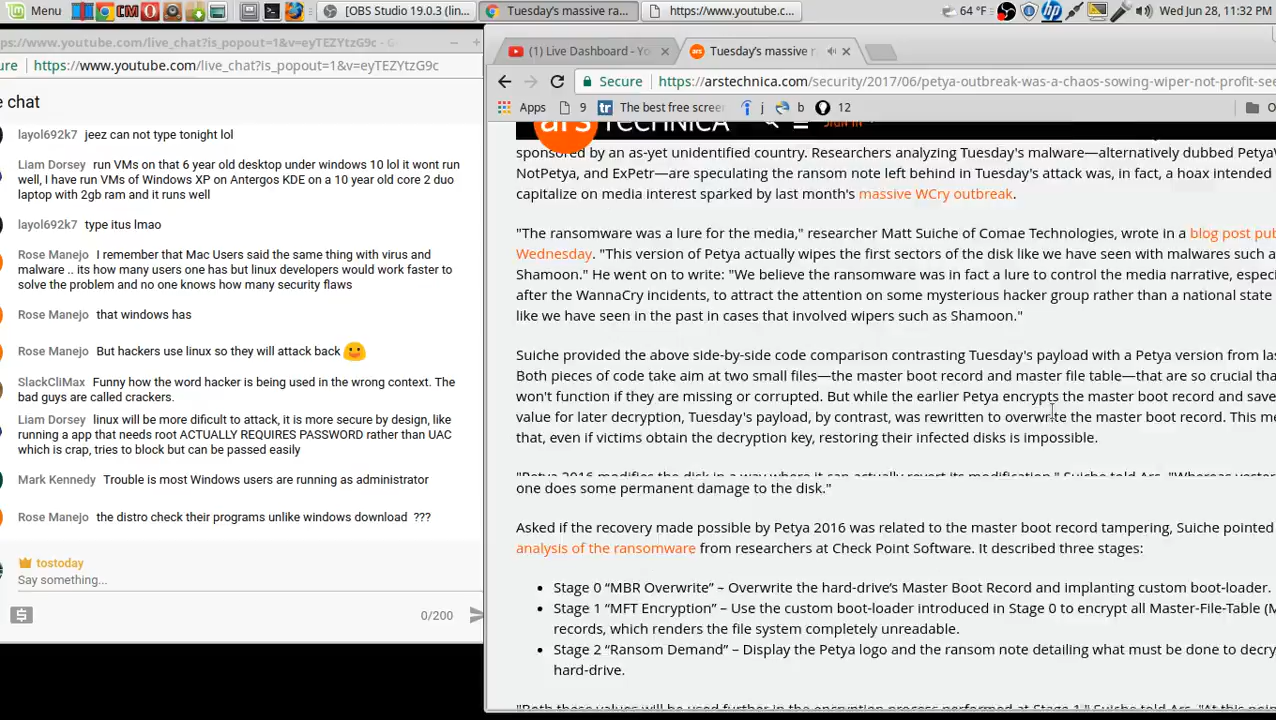 Menu
[OBS Studio 19.0.3 (lin...
Tuesday's massive ra...
https://www.youtube.c...
64 °F
Wed Jun 28, 11:32 PM
ps://www.youtube.com/live_chat?is_popout=1&v=eyTEZYtzG9c - G
ure https://www.youtube.com/live_chat?is_popout=1&v=eyTEZYtzG9c
e chat
layol692k7 jeez can not type tonight lol
Liam Dorsey run VMs on that 6 year old desktop under windows 10 lol it wont run
well, I have run VMs of Windows XP on Antergos KDE on a 10 year old core 2 duo
laptop with 2gb ram and it runs well
layol692k7 type itus lmao
Rose Manejo I remember that Mac Users said the same thing with virus and
malware .. its how many users one has but linux developers would work faster to
solve the problem and no one knows how many security flaws
Rose Manejo that windows has
Rose Manejo But hackers use linux so they will attack back
SlackCliMax Funny how the word hacker is being used in the wrong context. The
bad guys are called crackers.
Liam Dorsey linux will be more dificult to attack, it is more secure by design, like
running a app that needs root ACTUALLY REQUIRES PASSWORD rather than UAC
which is crap, tries to block but can be passed easily
Mark Kennedy Trouble is most Windows users are running as administrator
Rose Manejo the distro check their programs unlike windows download ???
tostoday
Say something...
0/200
(1) Live Dashboard - Yo
Tuesday's massive r
Secure https://arstechnica.com/security/2017/06/petya-outbreak-was-a-chaos-sowing-wiper-not-profit-see
Apps 9 tr The best free screen j b 12 O
ars TECHNICA SIGN IN
sponsored by an as-yet unidentified country. Researchers analyzing Tuesday's malware—alternatively dubbed PetyaW
NotPetya, and ExPetr—are speculating the ransom note left behind in Tuesday's attack was, in fact, a hoax intended
capitalize on media interest sparked by last month's massive WCry outbreak.
"The ransomware was a lure for the media," researcher Matt Suiche of Comae Technologies, wrote in a blog post pub
Wednesday. "This version of Petya actually wipes the first sectors of the disk like we have seen with malwares such a
Shamoon." He went on to write: "We believe the ransomware was in fact a lure to control the media narrative, especi
after the WannaCry incidents, to attract the attention on some mysterious hacker group rather than a national state
like we have seen in the past in cases that involved wipers such as Shamoon."
Suiche provided the above side-by-side code comparison contrasting Tuesday's payload with a Petya version from las
Both pieces of code take aim at two small files—the master boot record and master file table—that are so crucial tha
won't function if they are missing or corrupted. But while the earlier Petya encrypts the master boot record and save
value for later decryption, Tuesday's payload, by contrast, was rewritten to overwrite the master boot record. This me
that, even if victims obtain the decryption key, restoring their infected disks is impossible.
"Petya 2016 modifies the disk in a way where it can actually revert its modification," Suiche told Ars. "Whereas yester
one does some permanent damage to the disk."
Asked if the recovery made possible by Petya 2016 was related to the master boot record tampering, Suiche pointed
analysis of the ransomware from researchers at Check Point Software. It described three stages:
• Stage 0 “MBR Overwrite” – Overwrite the hard-drive’s Master Boot Record and implanting custom boot-loader.
• Stage 1 “MFT Encryption” – Use the custom boot-loader introduced in Stage 0 to encrypt all Master-File-Table (M
records, which renders the file system completely unreadable.
• Stage 2 “Ransom Demand” – Display the Petya logo and the ransom note detailing what must be done to decry
hard-drive.
"Both these values will be used further in the encryption process performed at Stage 1," Suiche told Ars. "At this poin